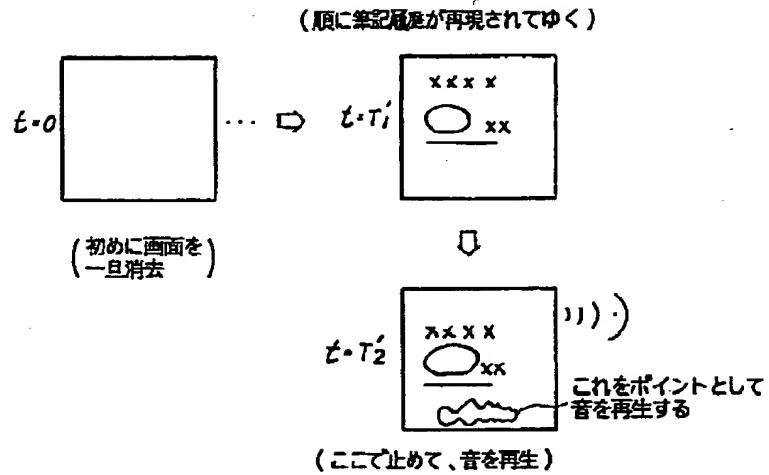 (順に筆記履歴が再現されてゆく)
t=0
... ⇨
t=T₁'
×××× 
××
(初めに画面を
一旦消去)
t=T₂'
××××
××
これをポイントとして
音を再生する
(ここで止めて、音を再生)